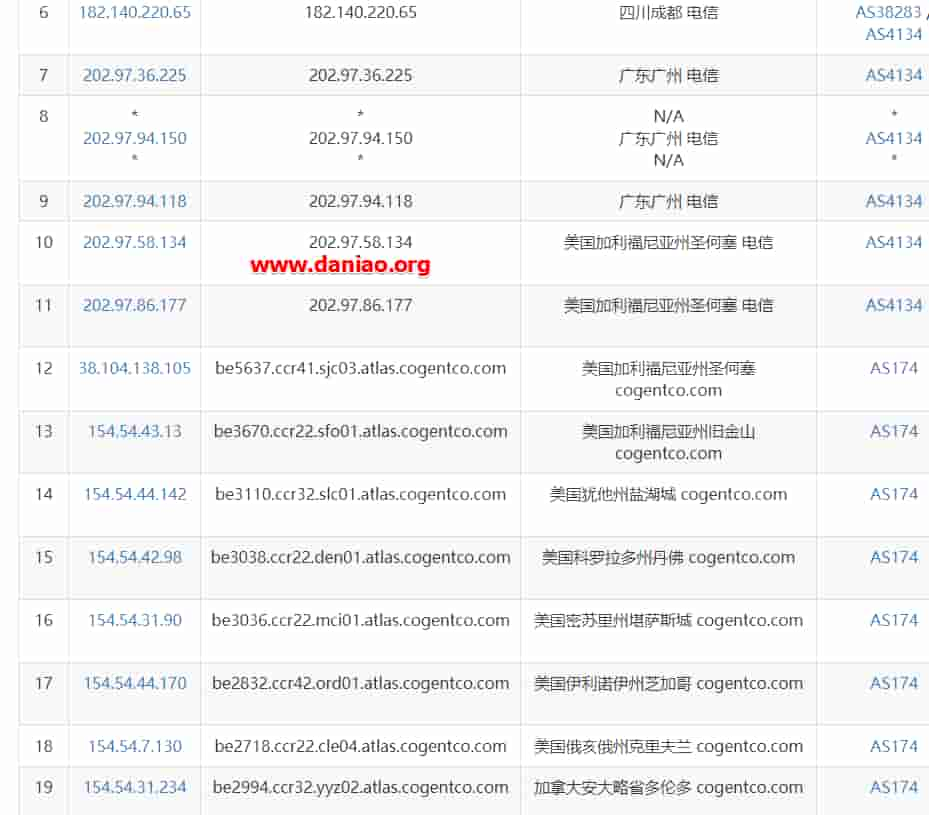 6 182.140.220.65 182.140.220.65 四川成都 电信 AS38283 /
AS4134
7 202.97.36.225 202.97.36.225 广东广州 电信 AS4134
8 * * N/A *
202.97.94.150 202.97.94.150 广东广州 电信 AS4134
* * N/A *
9 202.97.94.118 202.97.94.118 广东广州 电信 AS4134
10 202.97.58.134 202.97.58.134 美国加利福尼亚州圣何塞 电信 AS4134
www.daniao.org
11 202.97.86.177 202.97.86.177 美国加利福尼亚州圣何塞 电信 AS4134
12 38.104.138.105 be5637.ccr41.sjc03.atlas.cogentco.com 美国加利福尼亚州圣何塞 AS174
cogentco.com
13 154.54.43.13 be3670.ccr22.sfo01.atlas.cogentco.com 美国加利福尼亚州旧金山 AS174
cogentco.com
14 154.54.44.142 be3110.ccr32.slc01.atlas.cogentco.com 美国犹他州盐湖城 cogentco.com AS174
15 154.54.42.98 be3038.ccr22.den01.atlas.cogentco.com 美国科罗拉多州丹佛 cogentco.com AS174
16 154.54.31.90 be3036.ccr22.mci01.atlas.cogentco.com 美国密苏里州堪萨斯城 cogentco.com AS174
17 154.54.44.170 be2832.ccr42.ord01.atlas.cogentco.com 美国伊利诺伊州芝加哥 cogentco.com AS174
18 154.54.7.130 be2718.ccr22.cle04.atlas.cogentco.com 美国俄亥俄州克里夫兰 cogentco.com AS174
19 154.54.31.234 be2994.ccr32.yyz02.atlas.cogentco.com 加拿大安大略省多伦多 cogentco.com AS174